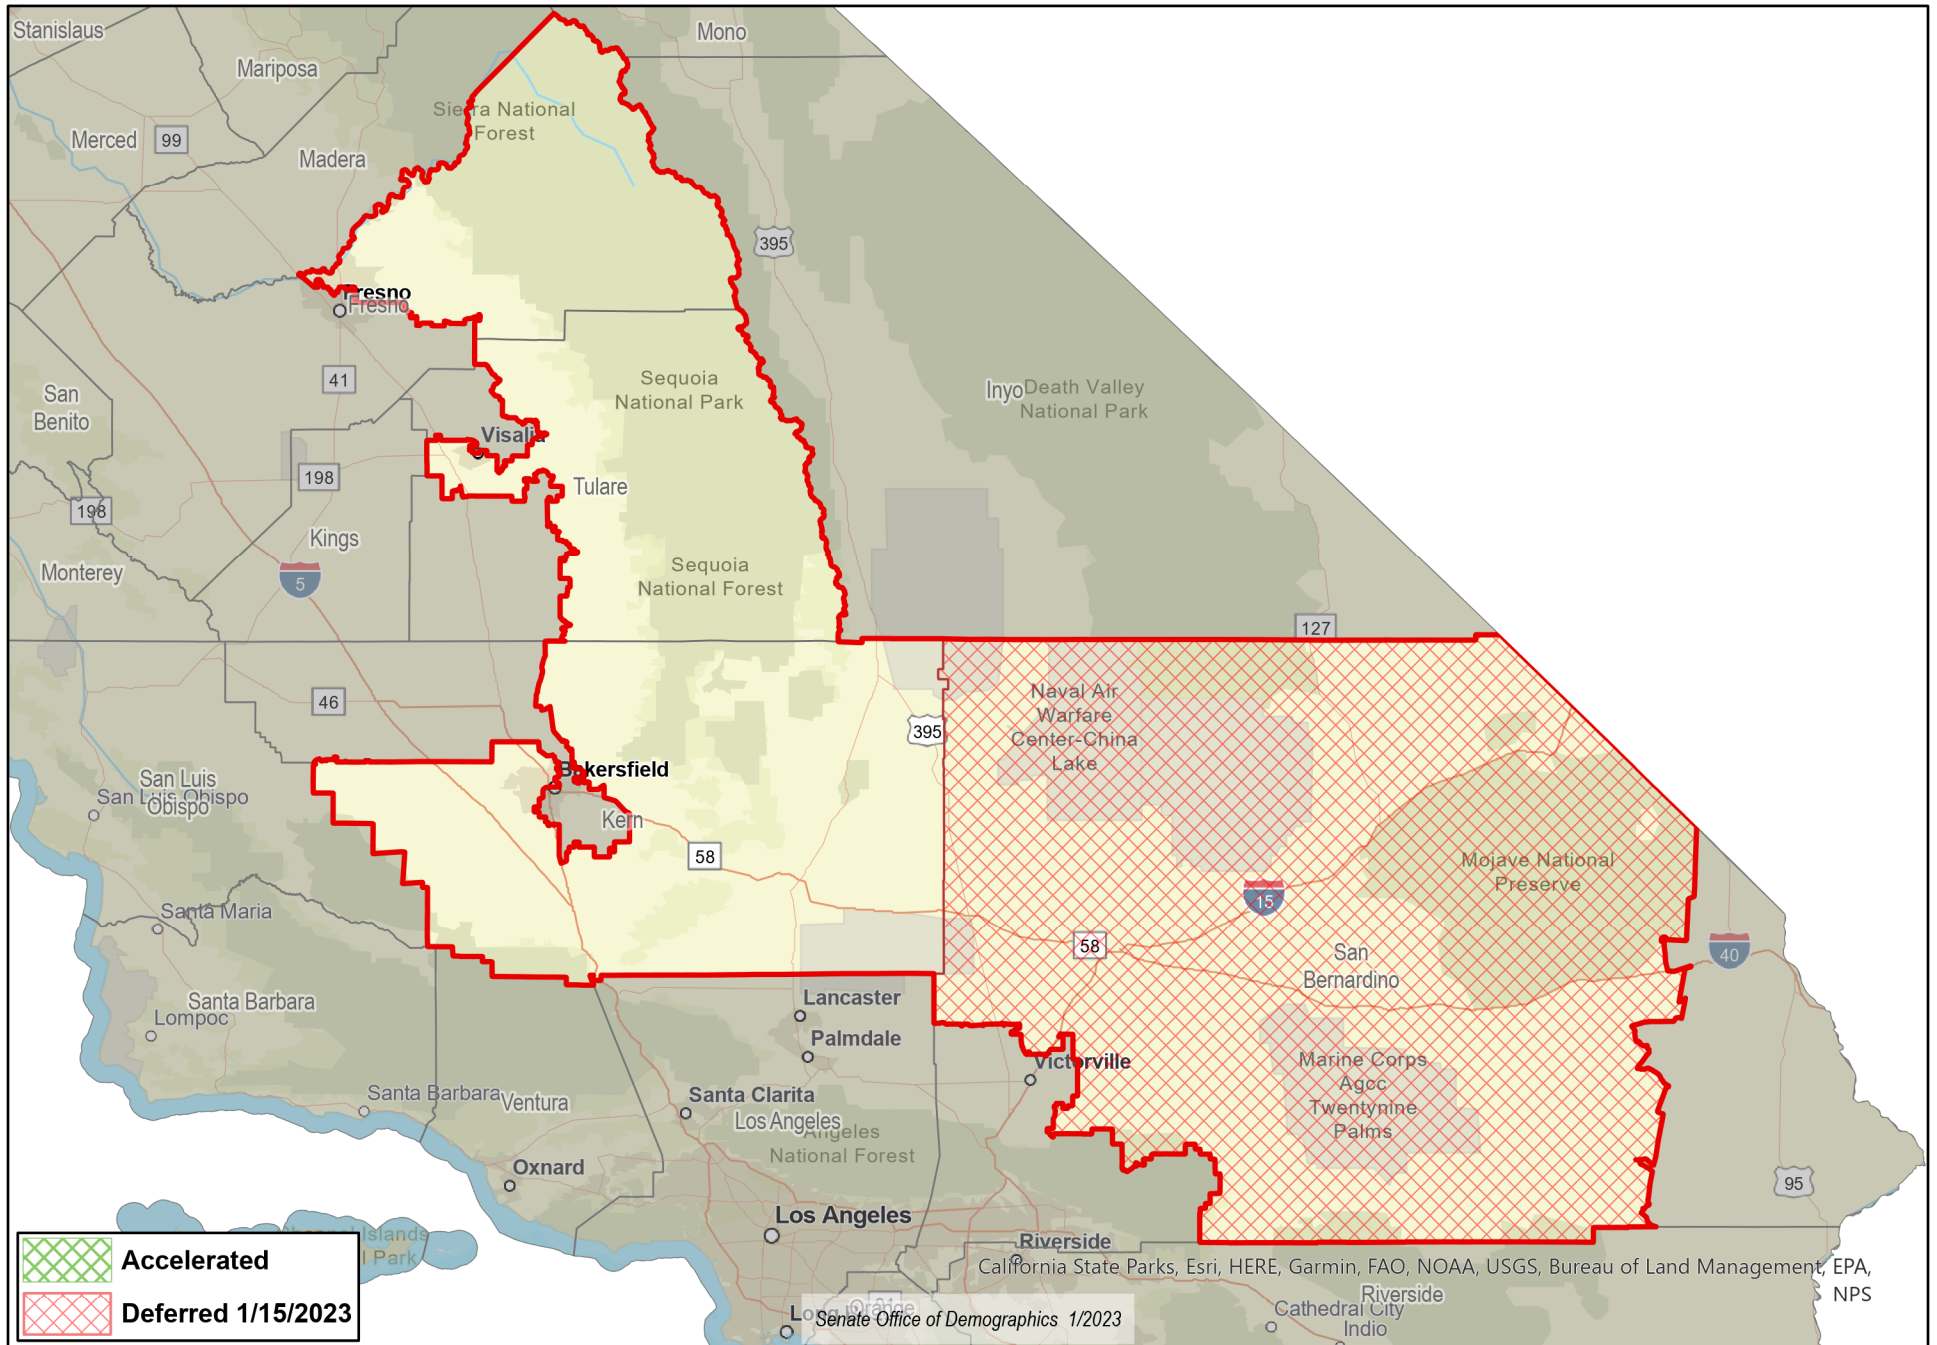 Stanislaus
Mono
Mariposa
Sierra National
Forest
Merced
99
Madera
395
Fresno
Fresno
41
Sequoia
National Park
San
Benito
Inyo
Death Valley
National Park
Visalia
198
Tulare
198
Kings
Monterey
5
Sequoia
National Forest
127
46
Naval Air
Warfare
Center-China
Lake
395
Bakersfield
San Luis
Obispo
San Luis Obispo
Kern
58
Mojave National
Preserve
15
Santa Maria
58
San
Bernardino
40
Santa Barbara
Lompoc
Lancaster
Palmdale
Victorville
Marine Corps
Agcc
Twentynine
Palms
Santa Barbara
Ventura
Santa Clarita
Los Angeles
Angeles
National Forest
Oxnard
95
Los Angeles
Riverside
Islands
Park
Accelerated
Deferred 1/15/2023
California State Parks, Esri, HERE, Garmin, FAO, NOAA, USGS, Bureau of Land Management, EPA,
NPS
Riverside
Orange
91
Cathedral City
Indio
Senate Office of Demographics 1/2023